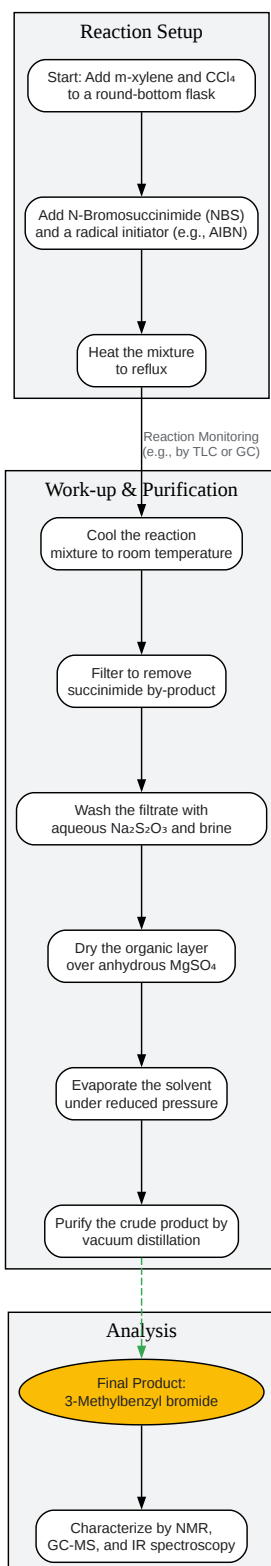 Reaction Setup
Start: Add m-xylene and CCl₄
to a round-bottom flask
Add N-Bromosuccinimide (NBS)
and a radical initiator (e.g., AIBN)
Heat the mixture
to reflux
Reaction Monitoring
(e.g., by TLC or GC)
Work-up & Purification
Cool the reaction
mixture to room temperature
Filter to remove
succinimide by-product
Wash the filtrate with
aqueous Na₂S₂O₃ and brine
Dry the organic layer
over anhydrous MgSO₄
Evaporate the solvent
under reduced pressure
Purify the crude product by
vacuum distillation
Analysis
Final Product:
3-Methylbenzyl bromide
Characterize by NMR,
GC-MS, and IR spectroscopy